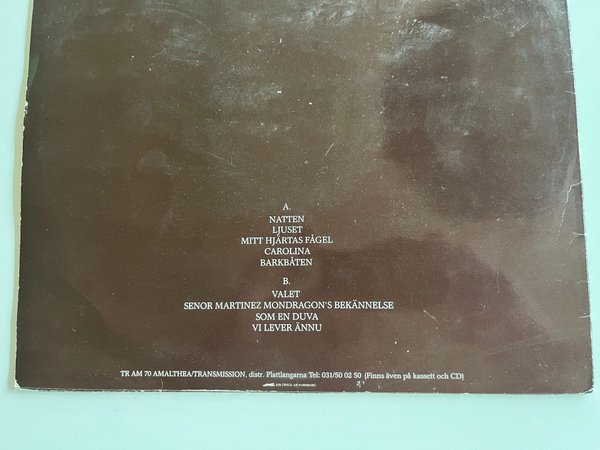 A.
NATTEN
LJUSET
MITT HJÄRTAS FÅGEL
CAROLINA
BARKBÅTEN
B.
VALET
SENOR MARTINEZ MONDRAGON'S BEKÄNNELSE
SOM EN DUVA
VI LEVER ÄNNU
TR AM 70 AMALTHEA/TRANSMISSION, distr. Plattlangarna Tel: 031/50 02 50 (Finns även på kassett och CD)